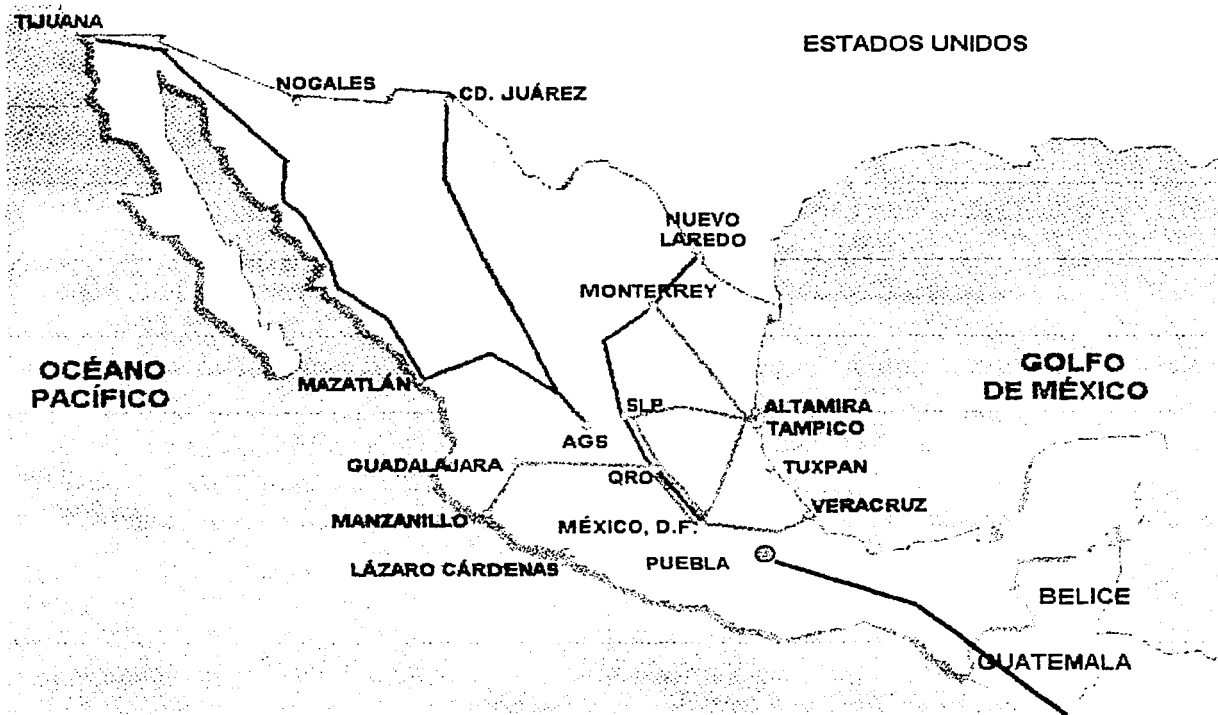 TIJUANA
ESTADOS UNIDOS
NOGALES
CD. JUÁREZ
NUEVO
LAREDO
MONTERREY
OCÉANO
PACÍFICO
GOLFO
DE MÉXICO
MAZATLÁN
SLP
ALTAMIRA
TAMPICO
AGS
GUADALAJARA
QRO
TUXPAN
MANZANILLO
MÉXICO, D.F.
VERACRUZ
LÁZARO CÁRDENAS
PUEBLA
BELICE
GUATEMALA